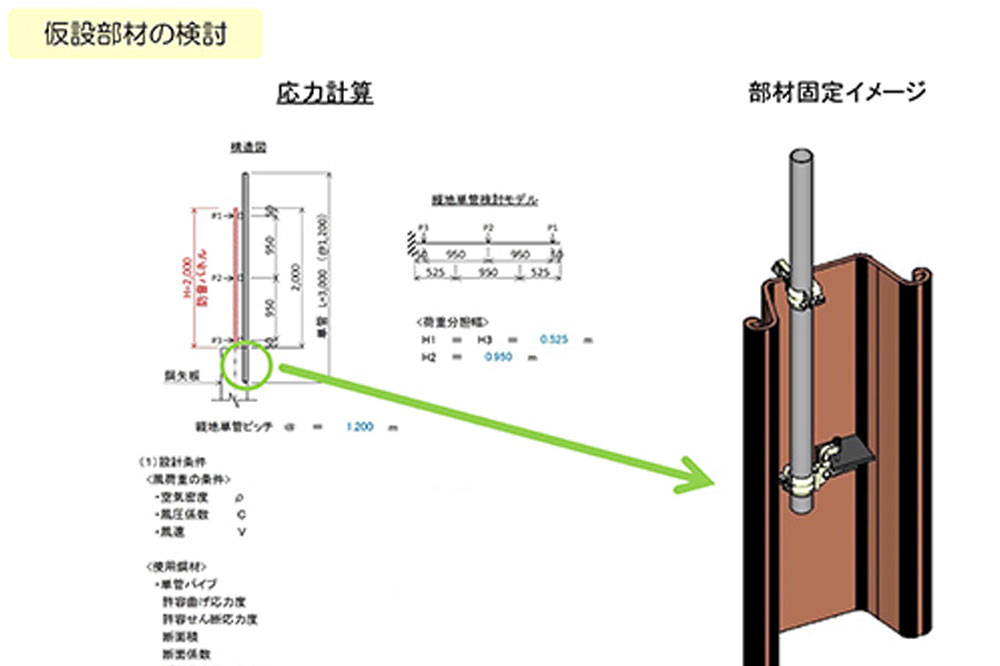 仮設部材の検討
応力計算
部材固定イメージ
構造図
P1
P2
P3
H=2,000
防音パネル
50
950
950
50
2,000
単管 L=3,000 (@1,200)
鋼矢板
縦地単管検討モデル
P3 P2 P1
50 950 950 50
525 950 525
<荷重分担幅>
H1 = H3 = 0.525 m
H2 = 0.950 m
縦地単管ピッチ @ = 1.200 m
(1)設計条件
<風荷重の条件>
・空気密度 ρ
・風圧係数 C
・風速 V
<使用鋼材>
・単管パイプ
許容曲げ応力度
許容せん断応力度
断面積
断面係数